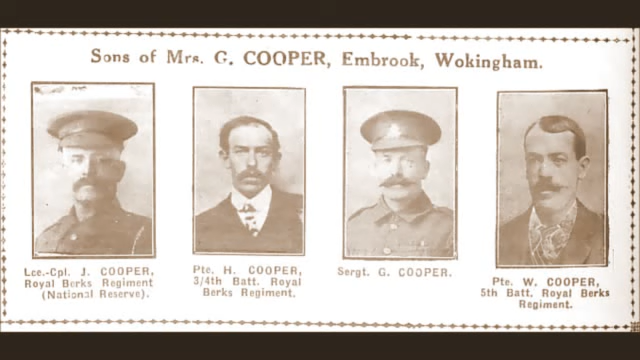 Sons of Mrs. G. COOPER, Embrook, Wokingham.
Lce.-Cpl. J. COOPER,
Royal Berks Regiment
(National Reserve).
Pte. H. COOPER,
3/4th Batt. Royal
Berks Regiment.
Sergt. G. COOPER.
Pte. W. COOPER,
5th Batt. Royal Berks
Regiment.